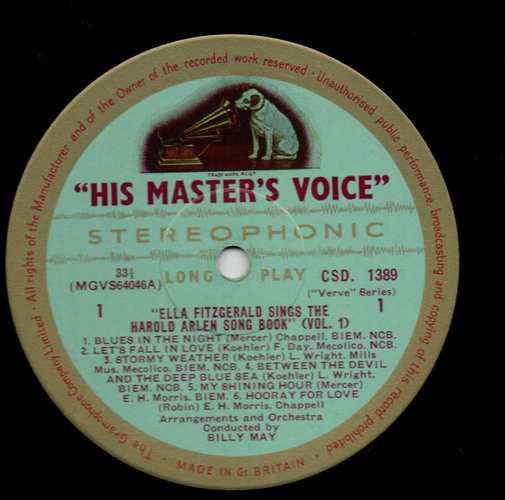 All rights of the Manufacturer and of the Owner of the recorded work reserved · Unauthorised public performance, broadcasting and copying of this record prohibited
The Gramophone Company Limited ·
TRADE MARK REGD
"HIS MASTER'S VOICE"
STEREOPHONIC
33⅓ LONG PLAY CSD. 1389
(MGVS64046A) ("Verve" Series)
1 "ELLA FITZGERALD SINGS THE 1
HAROLD ARLEN SONG BOOK" (VOL. 1)
1. BLUES IN THE NIGHT (Mercer) Chappell. BIEM. NCB.
2. LET'S FALL IN LOVE (Koehler) F. Day. Mecolico. NCB.
3. STORMY WEATHER (Koehler) L. Wright. Mills
Mus. Mecolico. BIEM. NCB. 4. BETWEEN THE DEVIL
AND THE DEEP BLUE SEA (Koehler) L. Wright.
BIEM. NCB. 5. MY SHINING HOUR (Mercer)
E. H. Morris. BIEM. 6. HOORAY FOR LOVE
(Robin) E. H. Morris. Chappell
Arrangements and Orchestra
Conducted by
BILLY MAY
· MADE IN Gt. BRITAIN ·